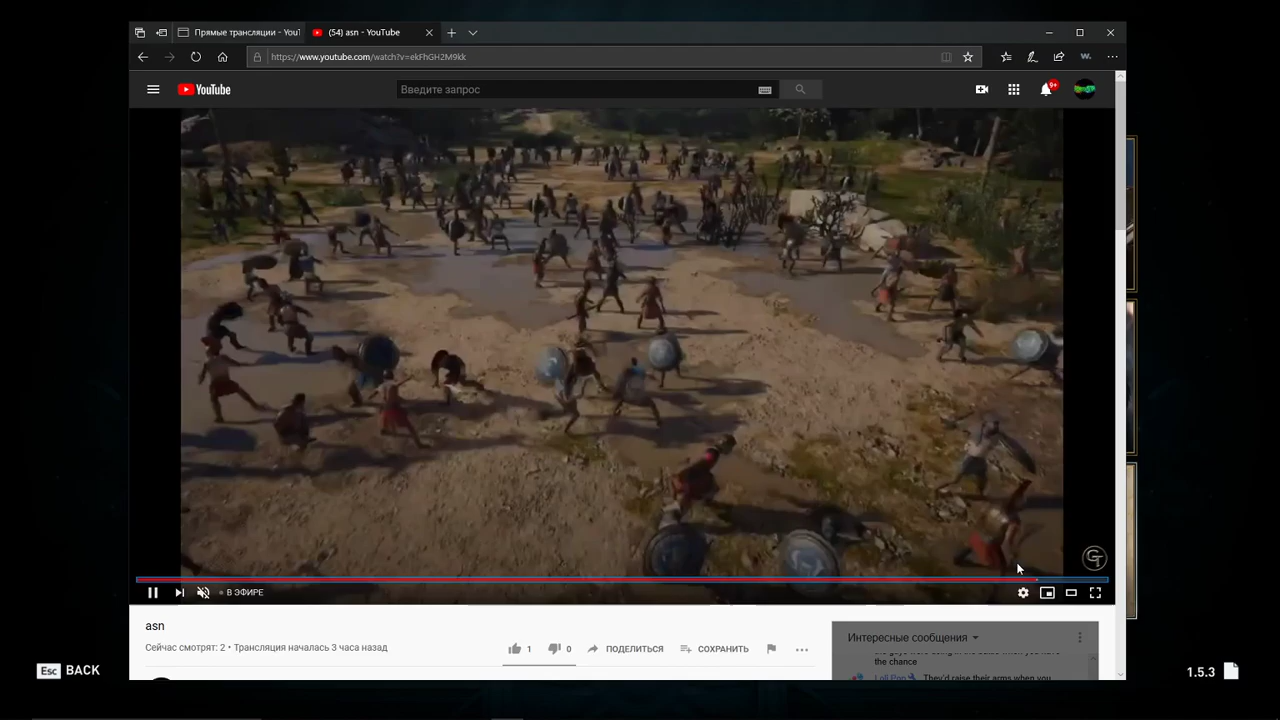 Прямые трансляции - YouT
(54) asn - YouTube
https://www.youtube.com/watch?v=ekFhGH2M9kk
YouTube
Введите запрос
9+
GT
В ЭФИРЕ
asn
Сейчас смотрят: 2 • Трансляция началась 3 часа назад
1
0
ПОДЕЛИТЬСЯ
СОХРАНИТЬ
Интересные сообщения
the chance
They'd raise their arms when you
Esc BACK
1.5.3